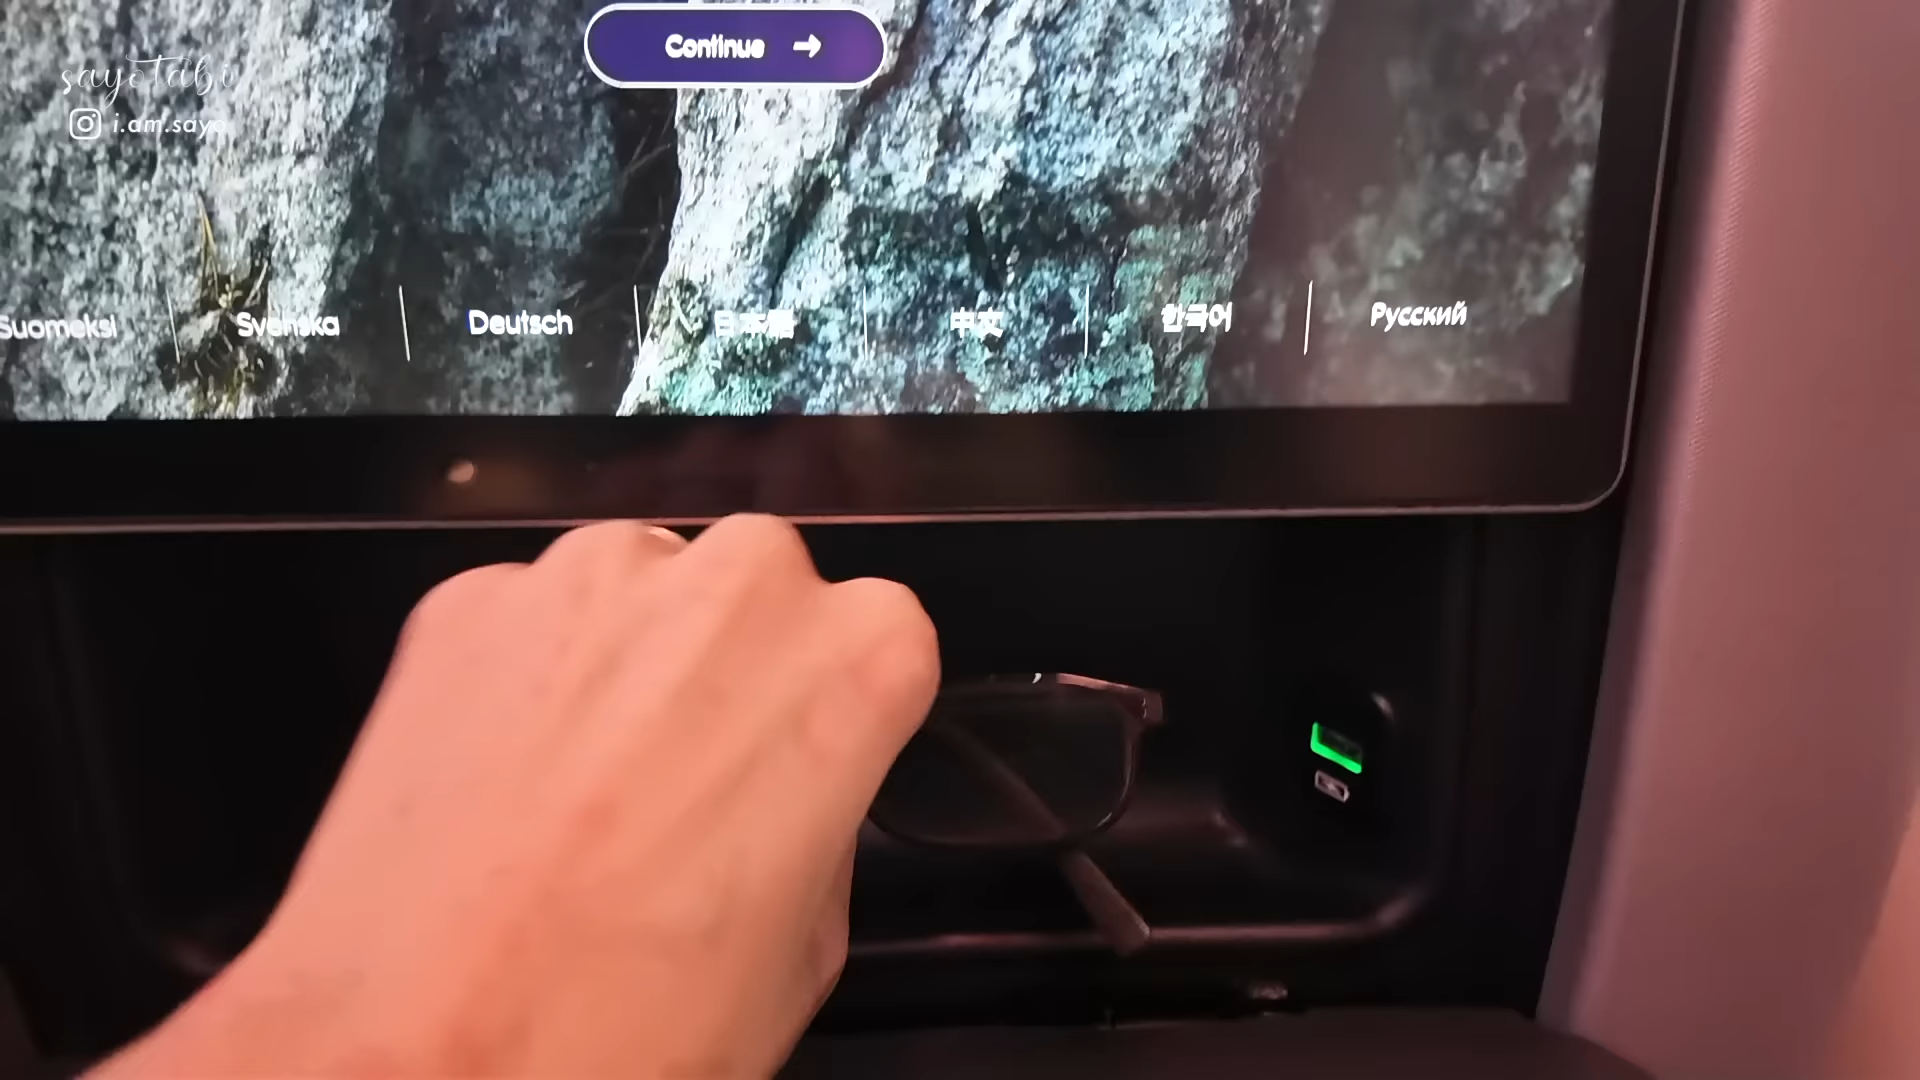 Continue →
sayotabi
i.am.sayo
Suomeksi
Svenska
Deutsch
日本語
中文
한국어
Русский